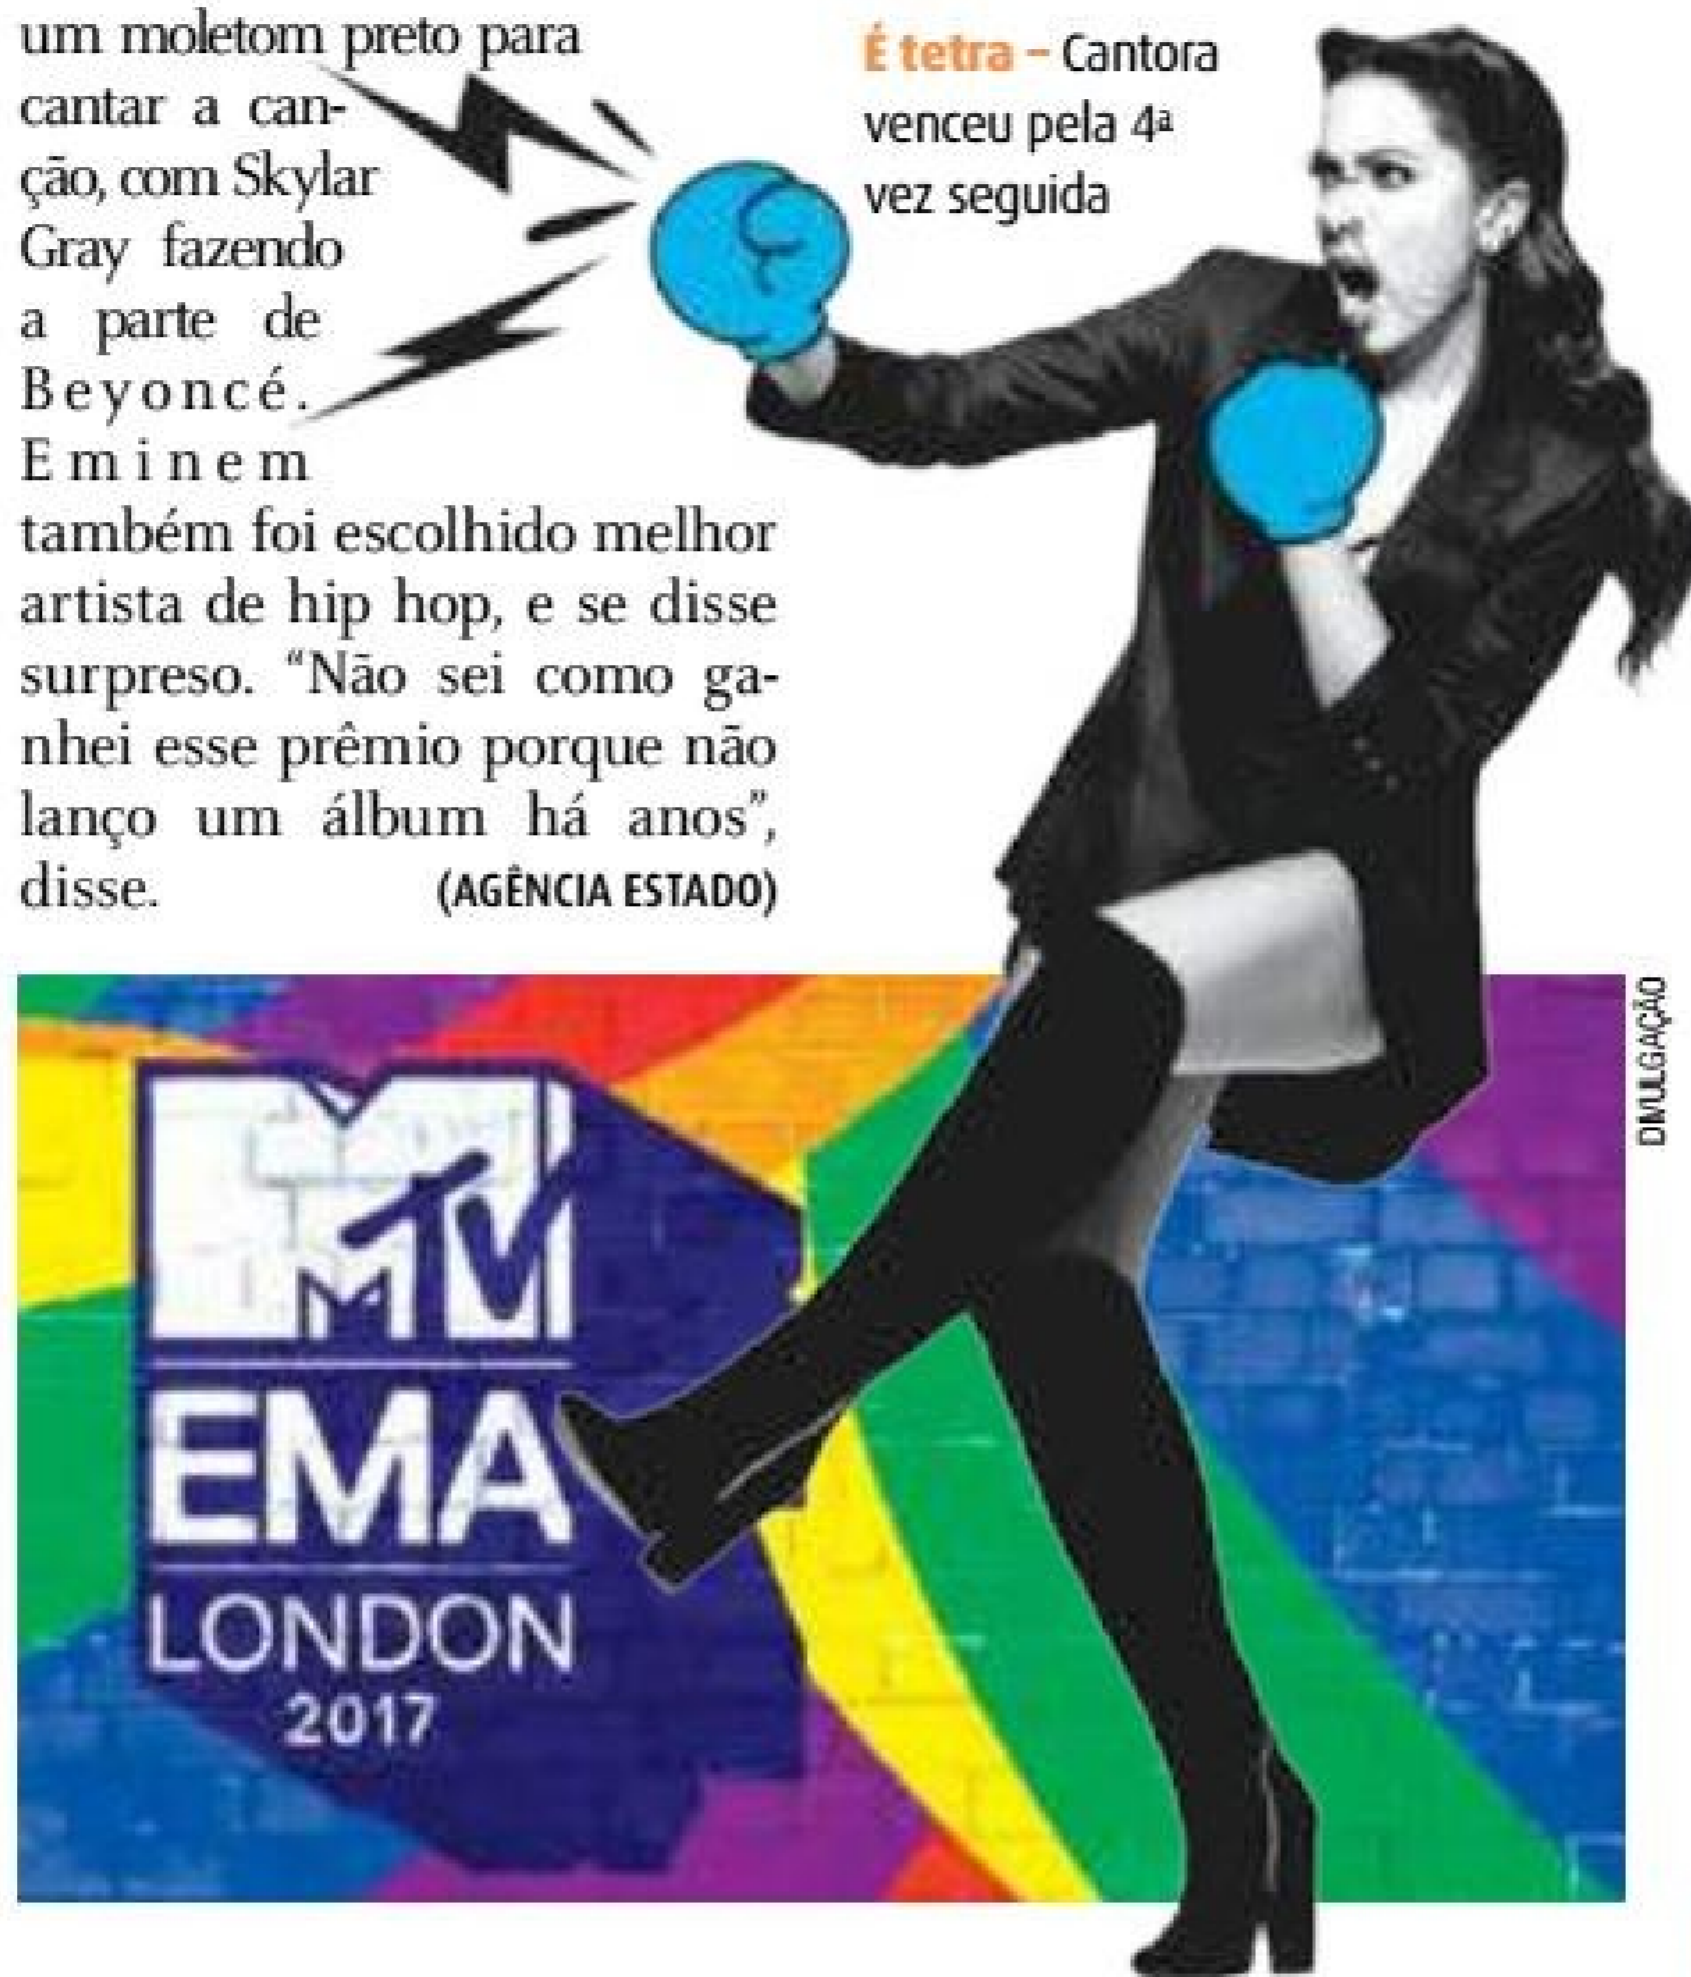 um moletom preto para
cantar a can-
ção, com Skylar
Gray fazendo
a parte de
Beyoncé.
Eminem
também foi escolhido melhor
artista de hip hop, e se disse
surpreso. “Não sei como ga-
nhei esse prêmio porque não
lanço um álbum há anos”,
disse. (AGÊNCIA ESTADO)
É tetra – Cantora
venceu pela 4ª
vez seguida
DIVULGAÇÃO
MTV
EMA
LONDON
2017